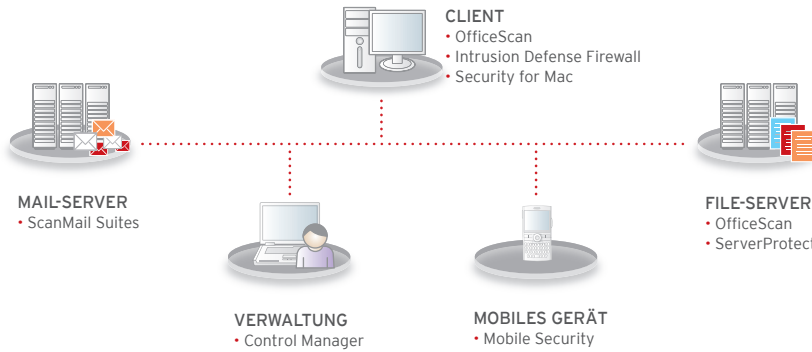 CLIENT
• OfficeScan
• Intrusion Defense Firewall
• Security for Mac
MAIL-SERVER
• ScanMail Suites
FILE-SERVER
• OfficeScan
• ServerProtect
VERWALTUNG
• Control Manager
MOBILES GERÄT
• Mobile Security